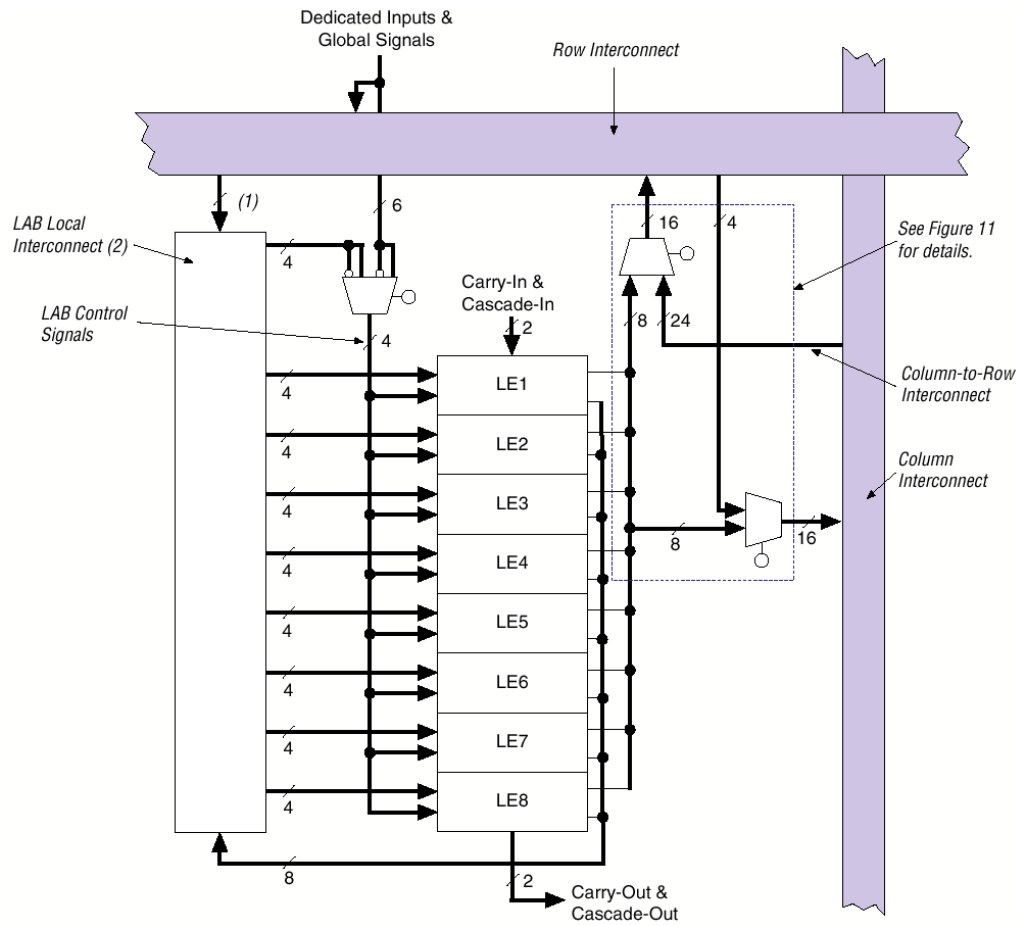 Dedicated Inputs &
Global Signals
Row Interconnect
(1)
6
16
4
LAB Local
Interconnect (2)
4
See Figure 11
for details.
Carry-In &
Cascade-In
2
8
24
LAB Control
Signals
4
Column-to-Row
Interconnect
LE1
4
LE2
4
Column
Interconnect
LE3
4
8
16
LE4
4
LE5
4
LE6
4
LE7
4
LE8
4
8
2
Carry-Out &
Cascade-Out